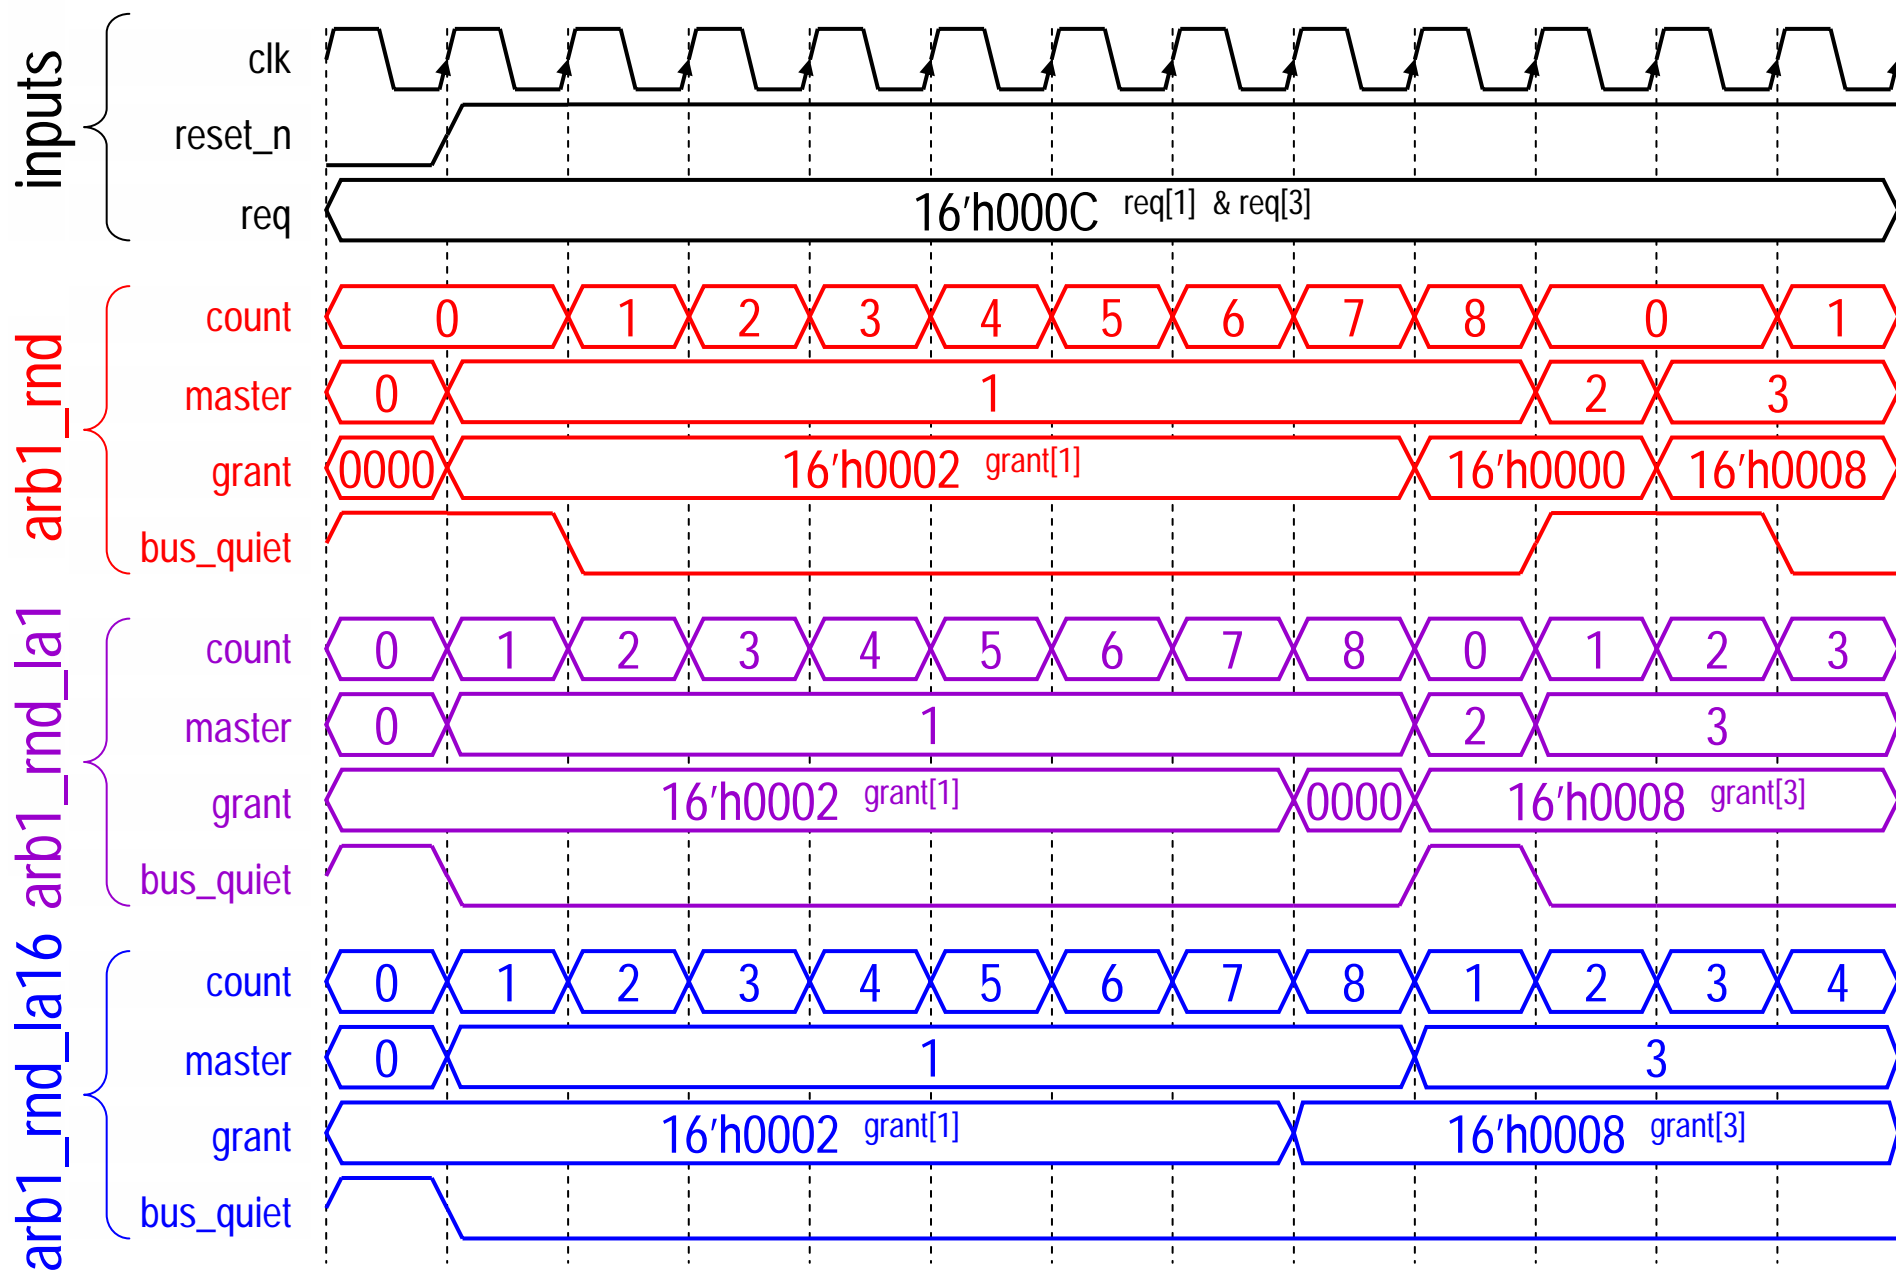 inputs
clk
reset_n
req 16'h000C req[1] & req[3]
arb1_rnd
count 0 1 2 3 4 5 6 7 8 0 1
master 0 1 2 3
grant 0000 16'h0002 grant[1] 16'h0000 16'h0008
bus_quiet
arb1_rnd_la1
count 0 1 2 3 4 5 6 7 8 0 1 2 3
master 0 1 2 3
grant 16'h0002 grant[1] 0000 16'h0008 grant[3]
bus_quiet
arb1_rnd_la16
count 0 1 2 3 4 5 6 7 8 1 2 3 4
master 0 1 3
grant 16'h0002 grant[1] 16'h0008 grant[3]
bus_quiet